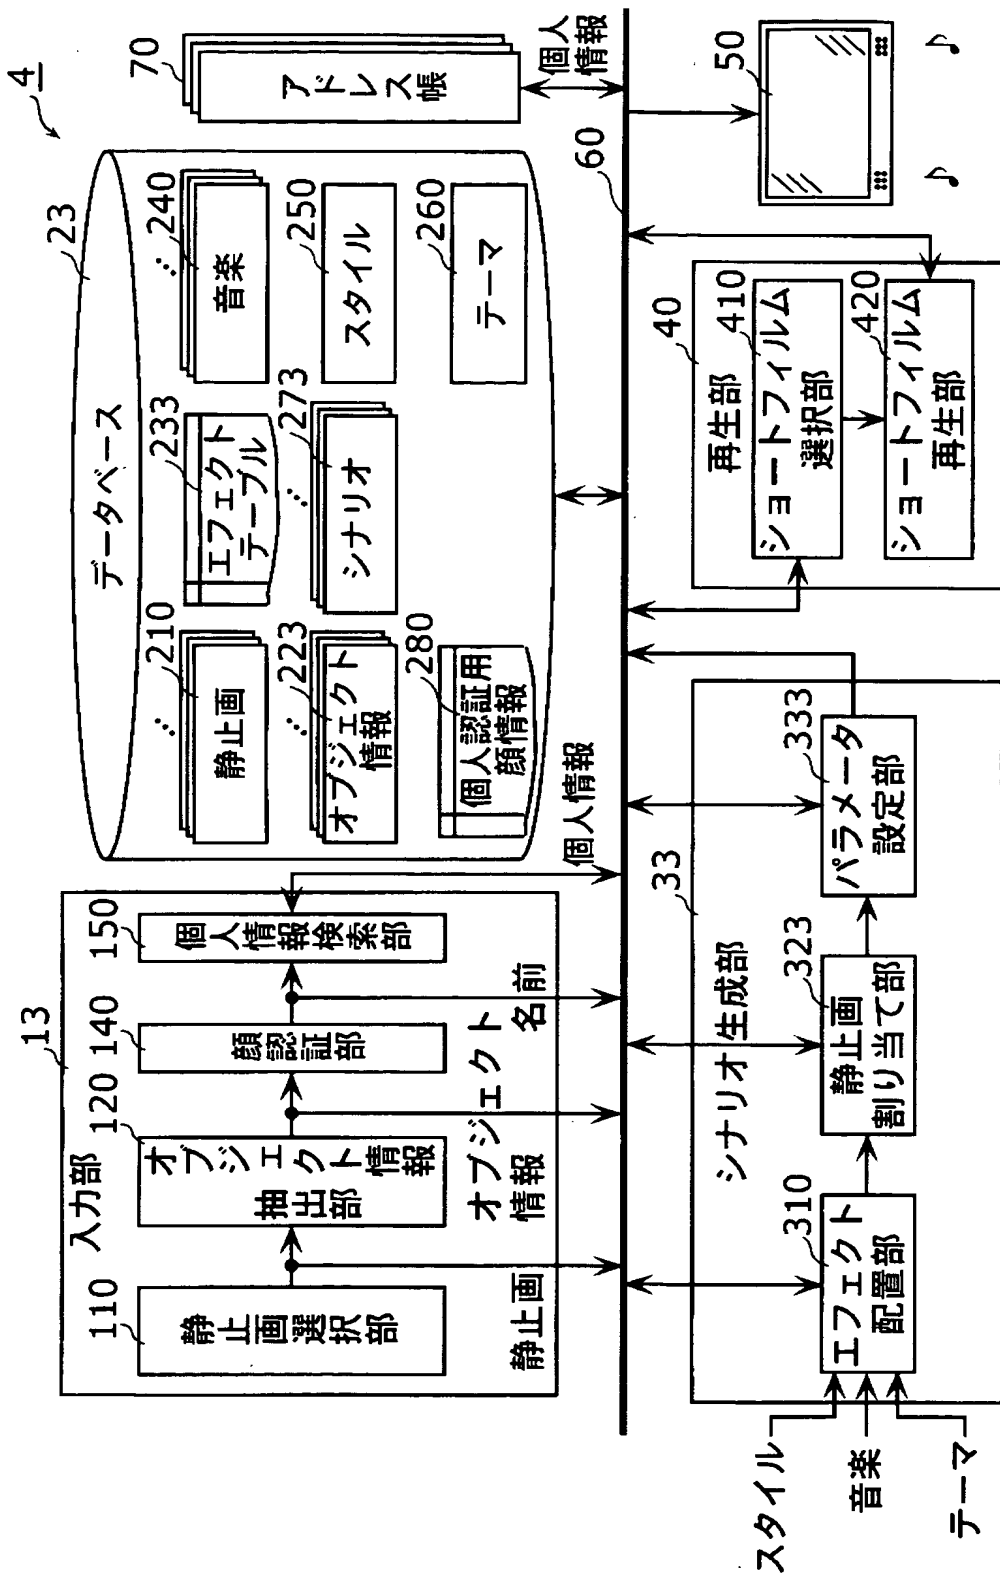 4
入力部
13
110
静止画選択部
120
オブジェクト情報
抽出部
140
顔認証部
150
個人情報検索部
静止画
オブジェクト
情報
名前
個人情報
データベース
23
静止画
210
エフェクト
テーブル
233
音楽
240
オブジェクト
情報
223
シナリオ
273
スタイル
250
個人認証用
顔情報
280
テーマ
260
アドレス帳
70
個人
情報
60
シナリオ生成部
33
スタイル
音楽
テーマ
エフェクト
配置部
310
静止画
割り当て部
323
パラメータ
設定部
333
再生部
40
ショートフィルム
選択部
410
ショートフィルム
再生部
420
50